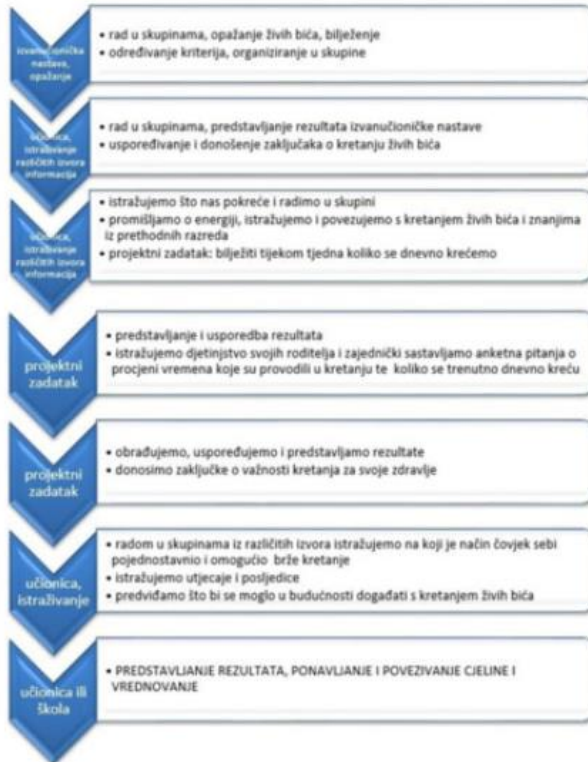 izvanučionička
nastava,
opažanje
• rad u skupinama, opažanje živih bića, bilježenje
• određivanje kriterija, organiziranje u skupine
učionica,
istraživanje
različitih izvora
informacija
• rad u skupinama, predstavljanje rezultata izvanučioničke nastave
• uspoređivanje i donošenje zaključaka o kretanju živih bića
učionica,
istraživanje
različitih izvora
informacija
• istražujemo što nas pokreće i radimo u skupini
• promišljamo o energiji, istražujemo i povezujemo s kretanjem živih bića i znanjima
iz prethodnih razreda
• projektni zadatak: bilježiti tijekom tjedna koliko se dnevno krećemo
projektni
zadatak
• predstavljanje i usporedba rezultata
• istražujemo djetinjstvo svojih roditelja i zajednički sastavljamo anketna pitanja o
procjeni vremena koje su provodili u kretanju te koliko se trenutno dnevno kreću
projektni
zadatak
• obrađujemo, uspoređujemo i predstavljamo rezultate
• donosimo zaključke o važnosti kretanja za svoje zdravlje
učionica,
istraživanje
• radom u skupinama iz različitih izvora istražujemo na koji je način čovjek sebi
pojednostavnio i omogućio brže kretanje
• istražujemo utjecaje i posljedice
• predviđamo što bi se moglo u budućnosti događati s kretanjem živih bića
učionica ili
škola
• PREDSTAVLJANJE REZULTATA, PONAVLJANJE I POVEZIVANJE CJELINE I
VREDNOVANJE